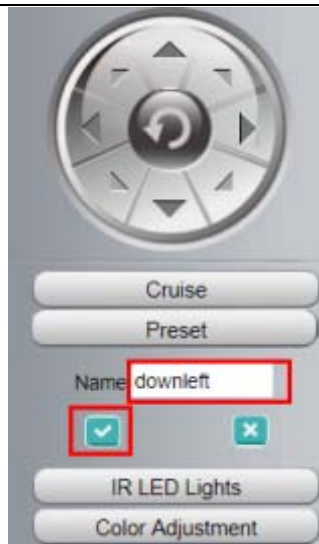 Cruise
Preset
Name downleft
IR LED Lights
Color Adjustment